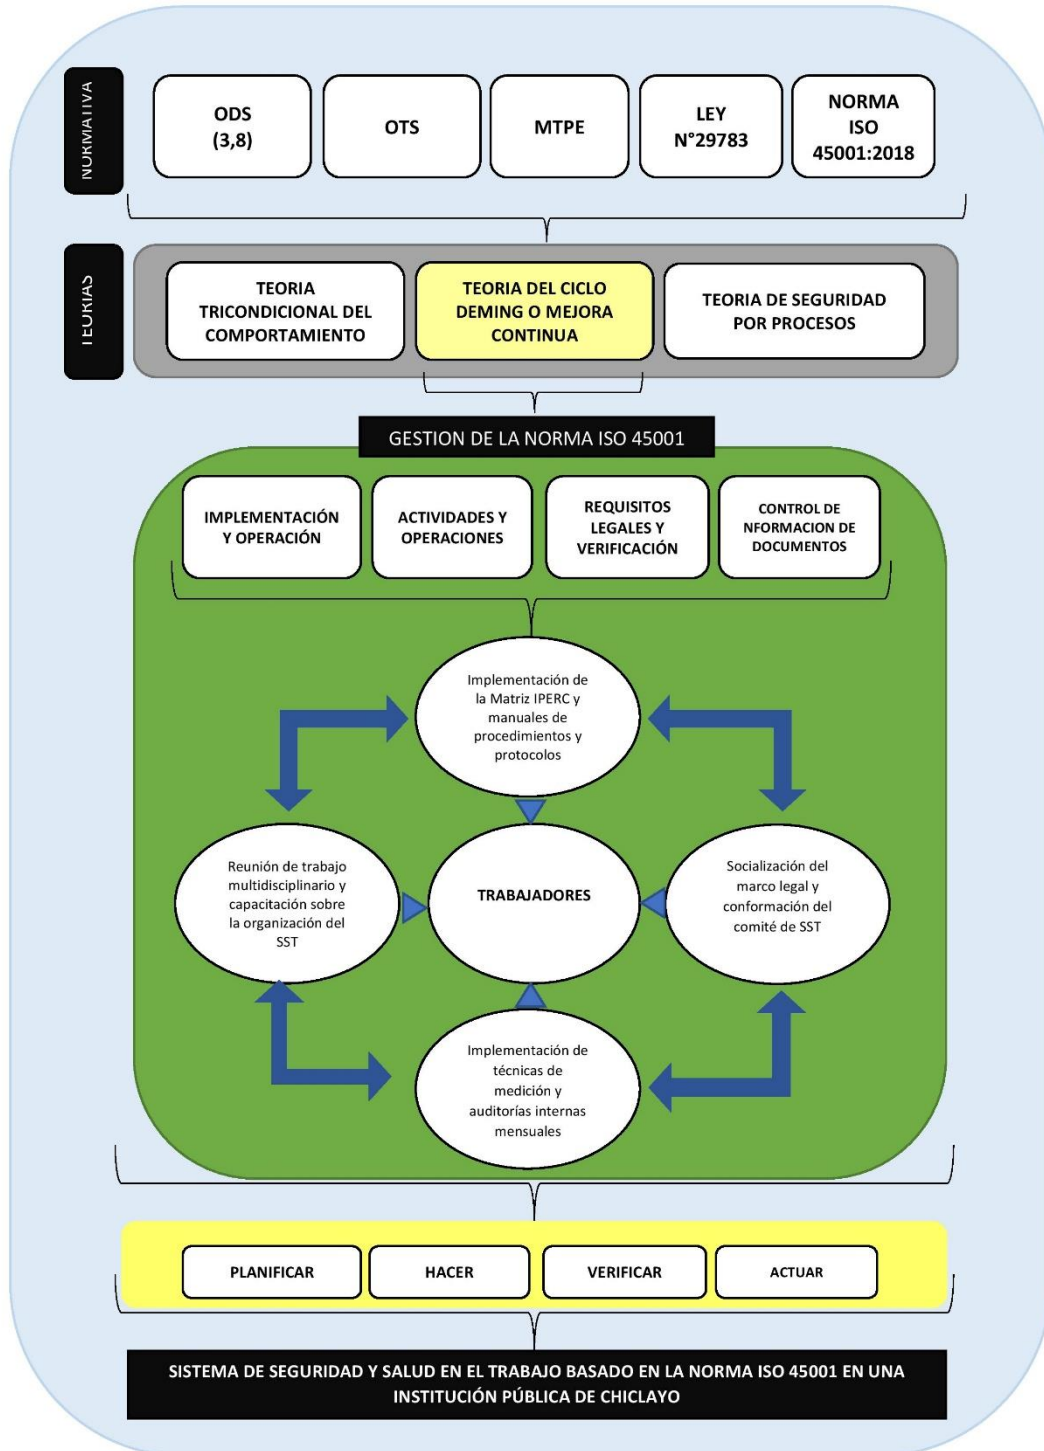 NORMATIVA
ODS
(3,8)
OTS
MTPE
LEY
N°29783
NORMA
ISO
45001:2018
TEORIAS
TEORIA
TRICONDICIONAL DEL
COMPORTAMIENTO
TEORIA DEL CICLO
DEMING O MEJORA
CONTINUA
TEORIA DE SEGURIDAD
POR PROCESOS
GESTION DE LA NORMA ISO 45001
IMPLEMENTACIÓN
Y OPERACIÓN
ACTIVIDADES Y
OPERACIONES
REQUISITOS
LEGALES Y
VERIFICACIÓN
CONTROL DE
NFORMACION DE
DOCUMENTOS
Implementación de
la Matriz IPERC y
manuales de
procedimientos y
protocolos
Reunión de trabajo
multidisciplinario y
capacitación sobre
la organización del
SST
TRABAJADORES
Socialización del
marco legal y
conformación del
comité de SST
Implementación de
técnicas de
medición y
auditorías internas
mensuales
PLANIFICAR
HACER
VERIFICAR
ACTUAR
SISTEMA DE SEGURIDAD Y SALUD EN EL TRABAJO BASADO EN LA NORMA ISO 45001 EN UNA
INSTITUCIÓN PÚBLICA DE CHICLAYO